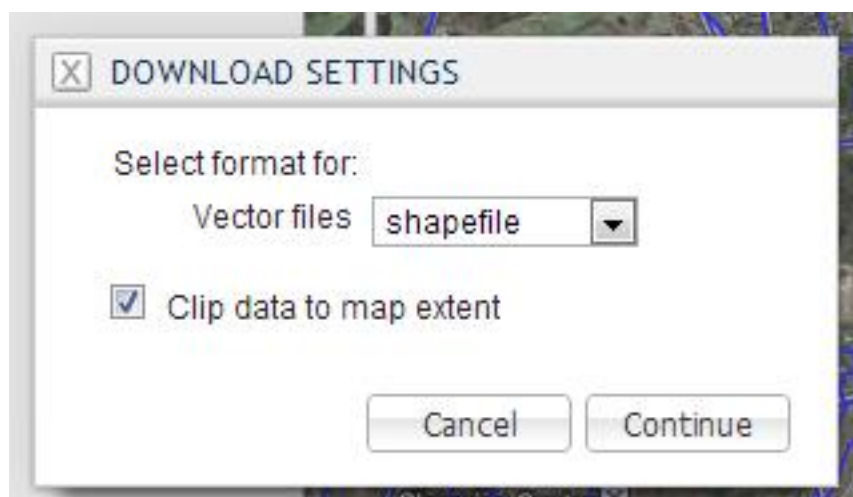 X DOWNLOAD SETTINGS
Select format for:
Vector files shapefile
Clip data to map extent
Cancel Continue